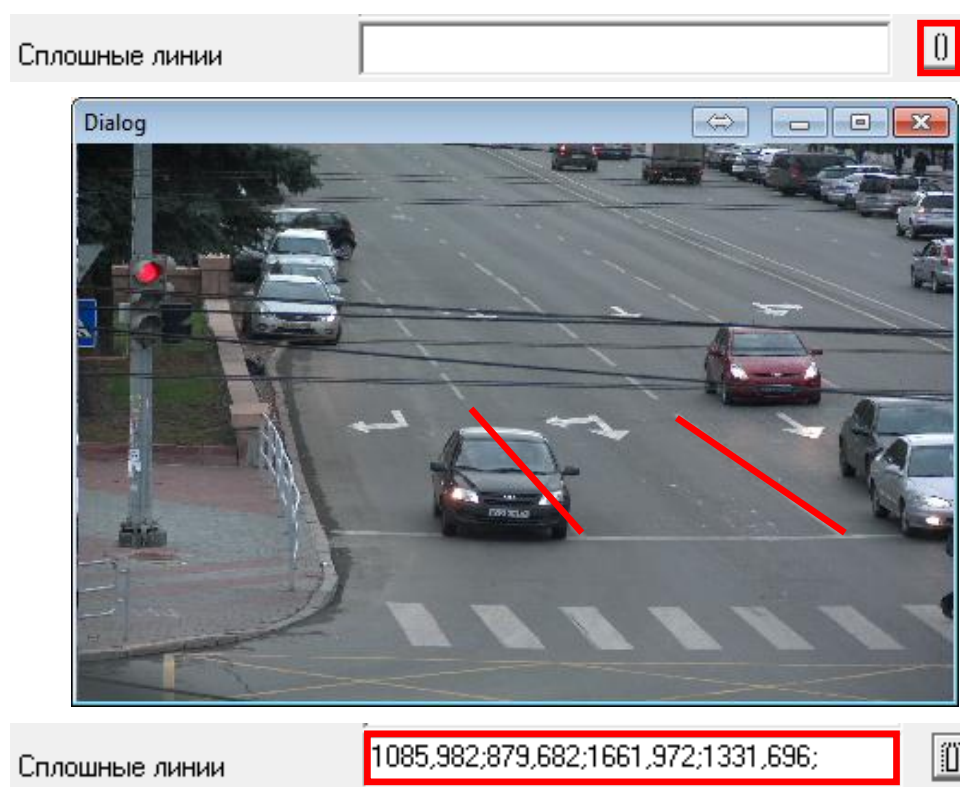 Сплошные линии
()
Dialog
Сплошные линии
1085,982;879,682;1661,972;1331,696;